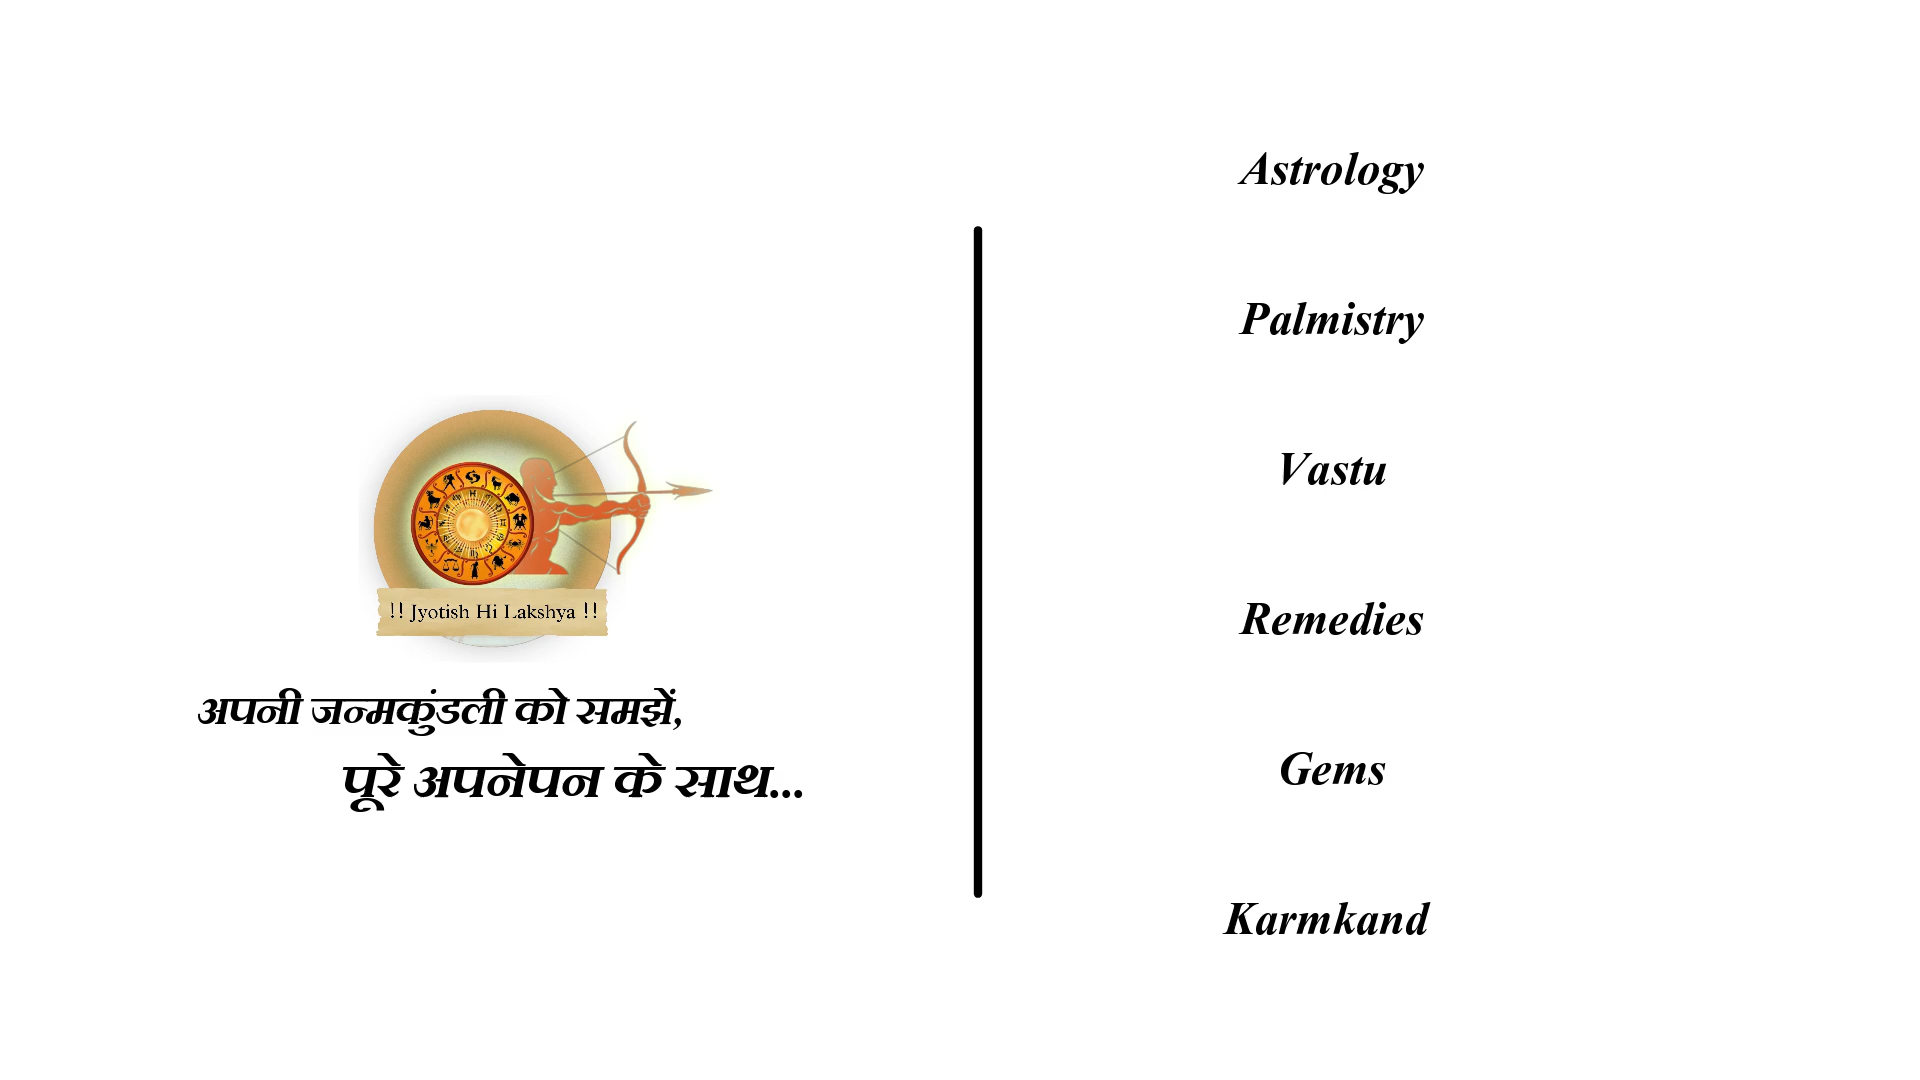 !! Jyotish Hi Lakshya !!
अपनी जन्मकुंडली को समझें,
पूरे अपनेपन के साथ...
Astrology
Palmistry
Vastu
Remedies
Gems
Karmkand